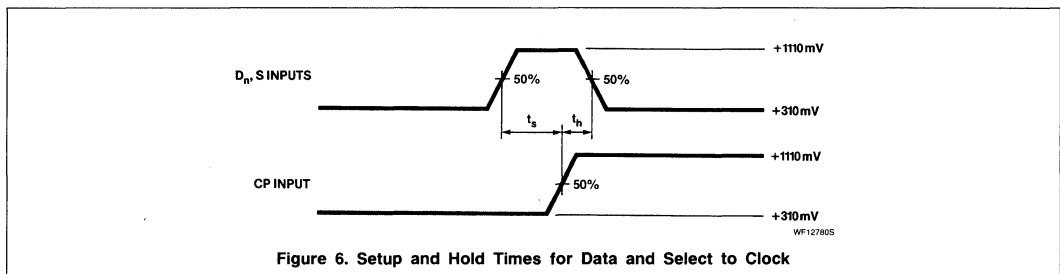 +1110mV
Dn, S INPUTS
50%
50%
+310mV
ts
th
+1110mV
CP INPUT
50%
+310mV
WF12780S
Figure 6. Setup and Hold Times for Data and Select to Clock